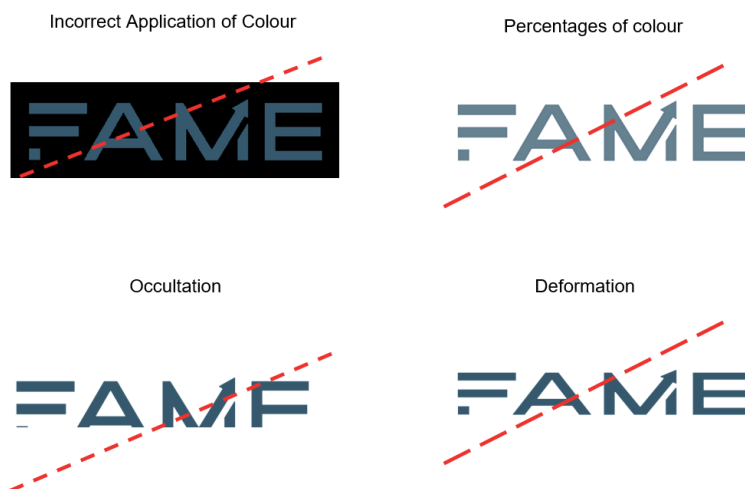 Incorrect Application of Colour
Percentages of colour
FAME
FAME
Occultation
Deformation
FAME
FAME